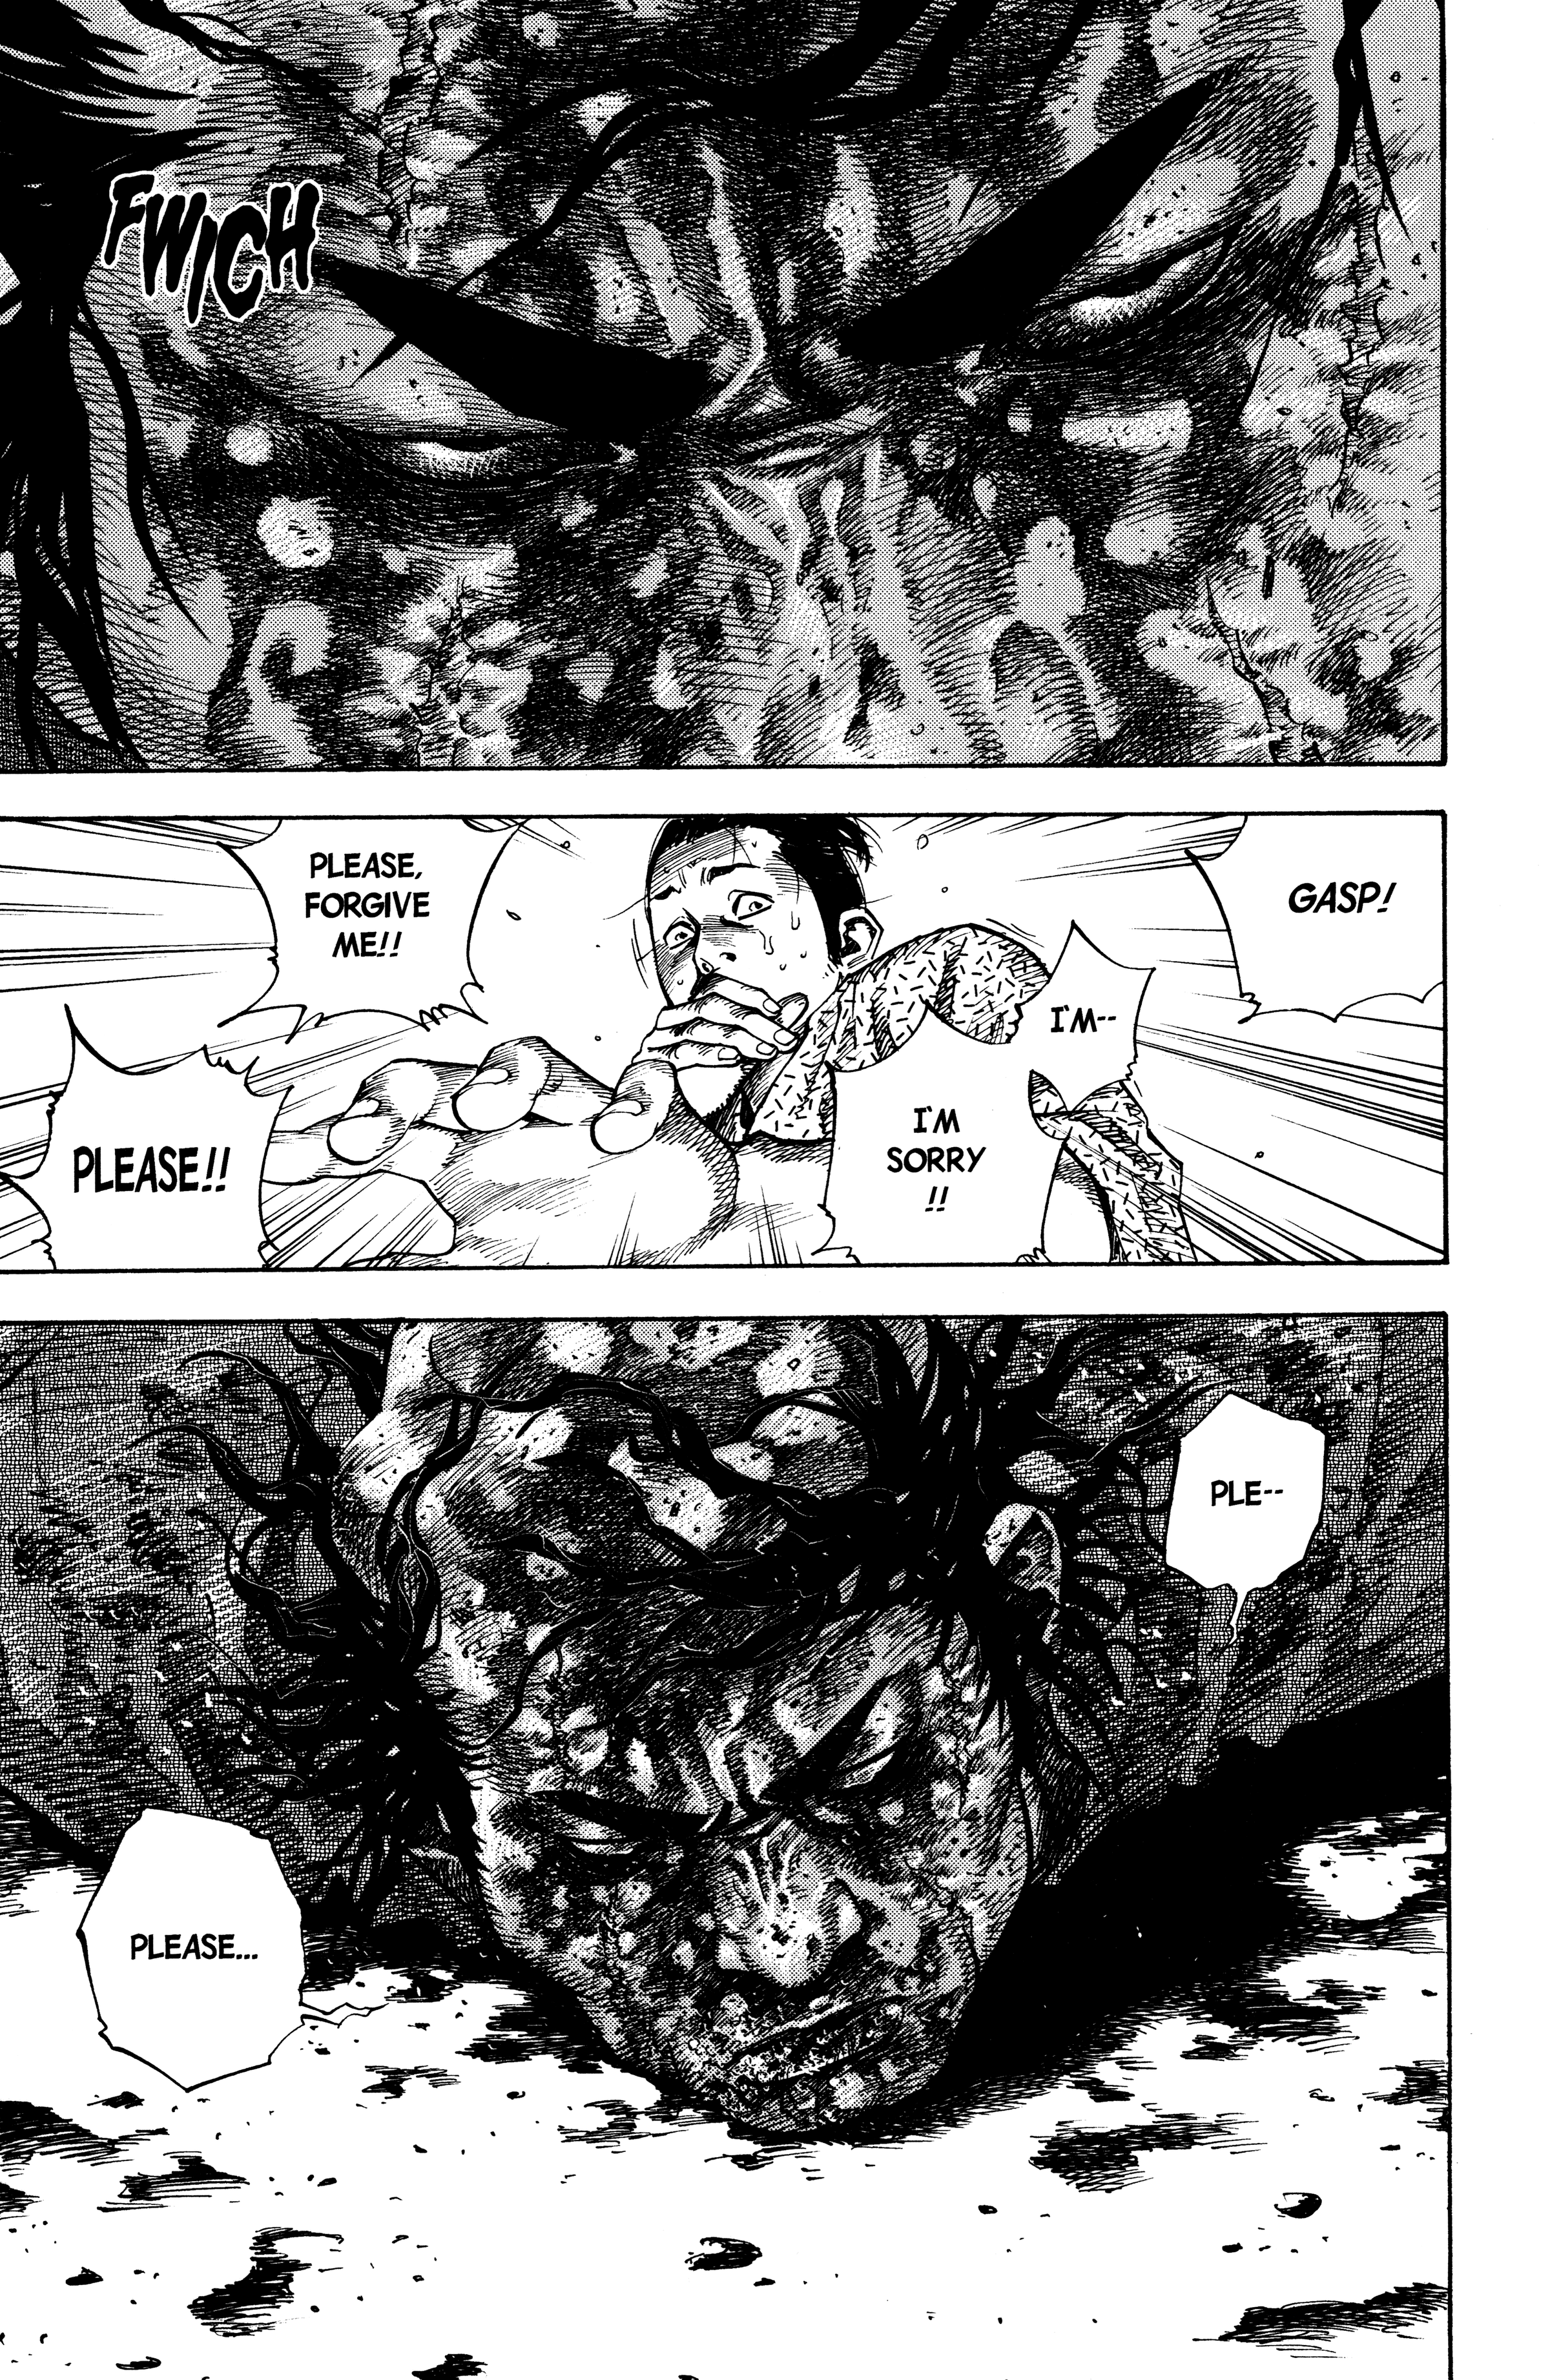 FWICH
GASP!
I'M--
I'M
SORRY
!!
PLEASE,
FORGIVE
ME!!
PLEASE!!
PLE--
PLEASE...